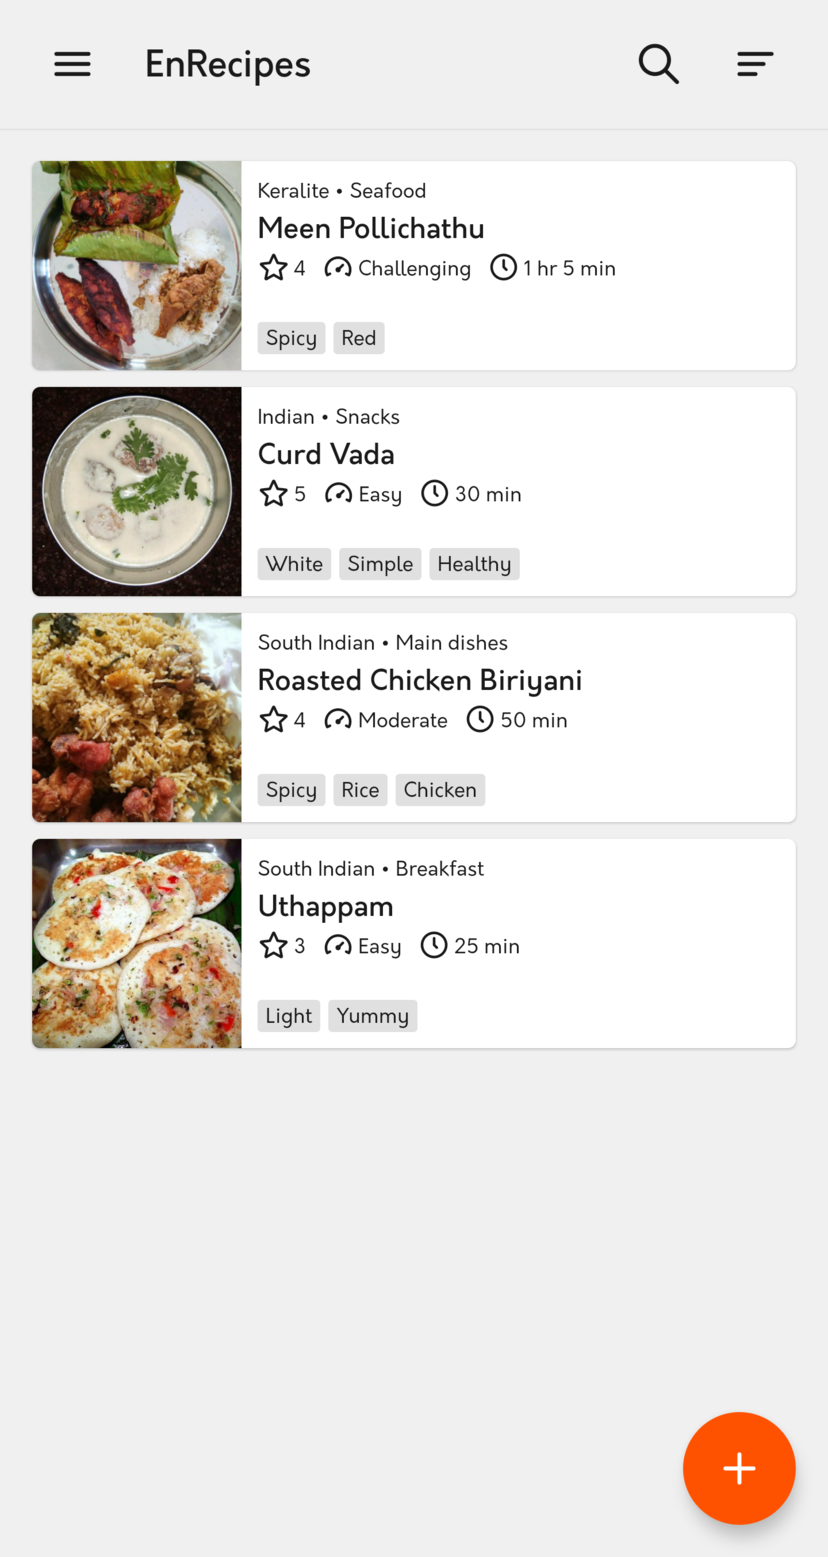 EnRecipes
Keralite • Seafood
Meen Pollichathu
4 Challenging 1 hr 5 min
Spicy Red
Indian • Snacks
Curd Vada
5 Easy 30 min
White Simple Healthy
South Indian • Main dishes
Roasted Chicken Biriyani
4 Moderate 50 min
Spicy Rice Chicken
South Indian • Breakfast
Uthappam
3 Easy 25 min
Light Yummy